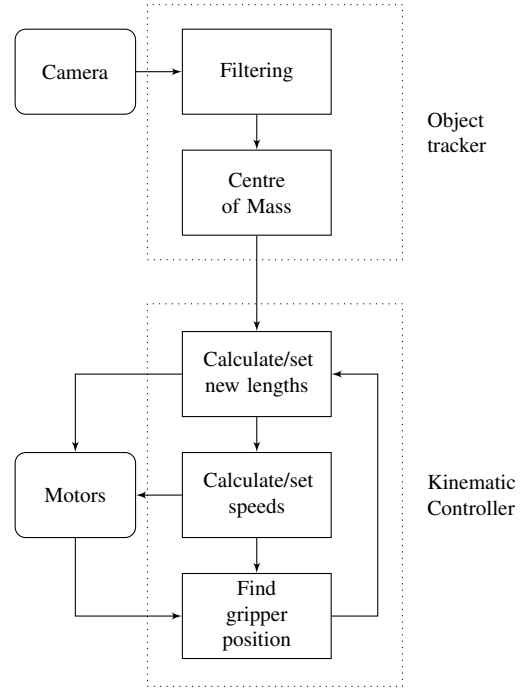 Camera
Filtering
Object
tracker
Centre
of Mass
Calculate/set
new lengths
Motors
Calculate/set
speeds
Kinematic
Controller
Find
gripper
position